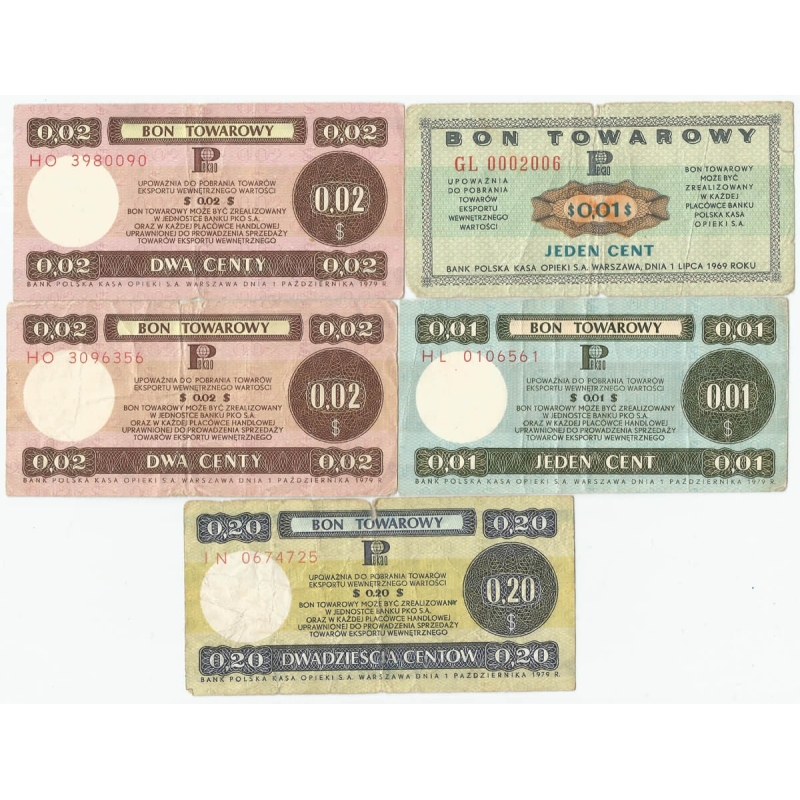 0,02 BON TOWAROWY 0,02
HO 3980090
Pekao
UPOWAŻNIA DO POBRANIA TOWARÓW
EKSPORTU WEWNĘTRZNEGO WARTOŚCI
$ 0.02 $
BON TOWAROWY MOŻE BYĆ ZREALIZOWANY
W JEDNOSTCE BANKU PKO S.A.
ORAZ W KAŻDEJ PLACÓWCE HANDLOWEJ
UPRAWNIONEJ DO PROWADZENIA SPRZEDAŻY
TOWARÓW EKSPORTU WEWNĘTRZNEGO
0,02
$
0,02 DWA CENTY 0,02
BANK POLSKA KASA OPIEKI S.A. WARSZAWA DNIA 1 PAŹDZIERNIKA 1979 R.
BON TOWAROWY
GL 0002006
Pekao
UPOWAŻNIA
DO POBRANIA
TOWARÓW
EKSPORTU
WEWNĘTRZNEGO
WARTOŚCI
$0,01$
BON TOWAROWY
MOŻE BYĆ
ZREALIZOWANY
W KAŻDEJ
PLACÓWCE BANKU
POLSKA KASA
OPIEKI S.A.
JEDEN CENT
BANK POLSKA KASA OPIEKI S.A. WARSZAWA, DNIA 1 LIPCA 1969 ROKU
0,02 BON TOWAROWY 0,02
HO 3096356
Pekao
UPOWAŻNIA DO POBRANIA TOWARÓW
EKSPORTU WEWNĘTRZNEGO WARTOŚCI
$ 0.02 $
BON TOWAROWY MOŻE BYĆ ZREALIZOWANY
W JEDNOSTCE BANKU PKO S.A.
ORAZ W KAŻDEJ PLACÓWCE HANDLOWEJ
UPRAWNIONEJ DO PROWADZENIA SPRZEDAŻY
TOWARÓW EKSPORTU WEWNĘTRZNEGO
0,02
$
0,02 DWA CENTY 0,02
BANK POLSKA KASA OPIEKI S.A. WARSZAWA DNIA 1 PAŹDZIERNIKA 1979 R.
0,01 BON TOWAROWY 0,01
HL 0106561
Pekao
UPOWAŻNIA DO POBRANIA TOWARÓW
EKSPORTU WEWNĘTRZNEGO WARTOŚCI
$ 0.01 $
BON TOWAROWY MOŻE BYĆ ZREALIZOWANY
W JEDNOSTCE BANKU PKO S.A.
ORAZ W KAŻDEJ PLACÓWCE HANDLOWEJ
UPRAWNIONEJ DO PROWADZENIA SPRZEDAŻY
TOWARÓW EKSPORTU WEWNĘTRZNEGO
0,01
$
0,01 JEDEN CENT 0,01
BANK POLSKA KASA OPIEKI S.A. WARSZAWA DNIA 1 PAŹDZIERNIKA 1979 R.
0,20 BON TOWAROWY 0,20
IN 0674725
Pekao
UPOWAŻNIA DO POBRANIA TOWARÓW
EKSPORTU WEWNĘTRZNEGO WARTOŚCI
$ 0.20 $
BON TOWAROWY MOŻE BYĆ ZREALIZOWANY
W JEDNOSTCE BANKU PKO S.A.
ORAZ W KAŻDEJ PLACÓWCE HANDLOWEJ
UPRAWNIONEJ DO PROWADZENIA SPRZEDAŻY
TOWARÓW EKSPORTU WEWNĘTRZNEGO
0,20
$
0,20 DWADZIEŚCIA CENTÓW 0,20
BANK POLSKA KASA OPIEKI S.A. WARSZAWA DNIA 1 PAŹDZIERNIKA 1979 R.